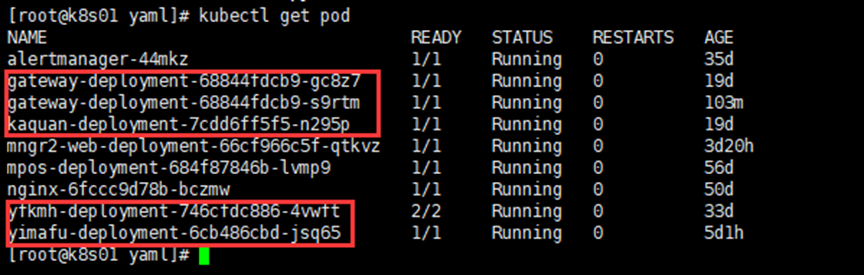 [root@k8s01 yaml]# kubectl get pod
NAME READY STATUS RESTARTS AGE
alertmanager-44mkz 1/1 Running 0 35d
gateway-deployment-68844fdcb9-gc8z7 1/1 Running 0 19d
gateway-deployment-68844fdcb9-s9rtm 1/1 Running 0 103m
kaquan-deployment-7cdd6ff5f5-n295p 1/1 Running 0 19d
mngr2-web-deployment-66cf966c5f-qtkvz 1/1 Running 0 3d20h
mpos-deployment-684f87846b-lvmp9 1/1 Running 0 56d
nginx-6fccc9d78b-bczmw 1/1 Running 0 50d
yfkmh-deployment-746cfdc886-4vwft 2/2 Running 0 33d
yimafu-deployment-6cb486cbd-jsq65 1/1 Running 0 5d1h
[root@k8s01 yaml]#